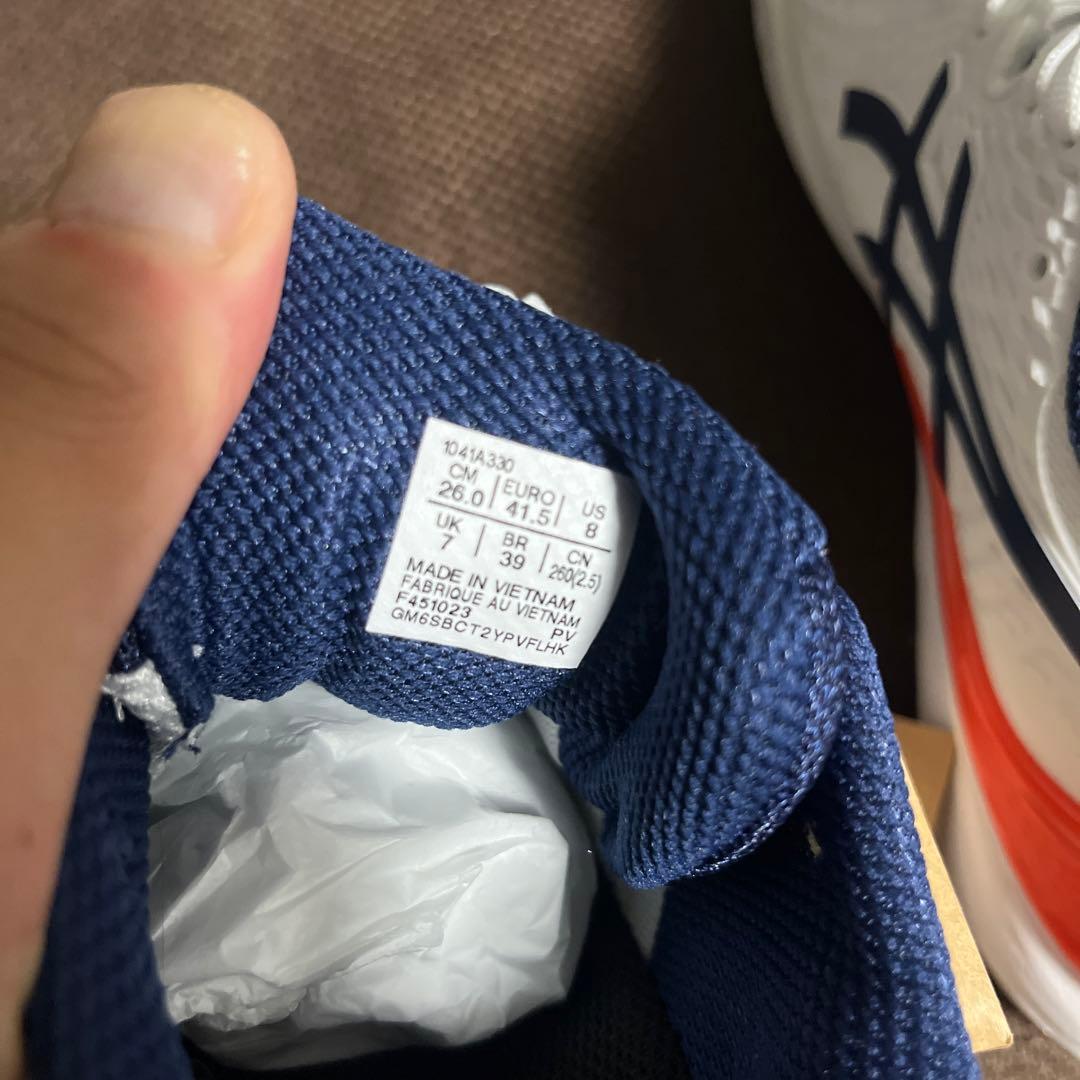 1041A330
CM | EURO | US
26.0 | 41.5 | 8
UK | BR | CN
7 | 39 | 260(2.5)
MADE IN VIETNAM
FABRIQUE AU VIETNAM
F451023 PV
GM6SBCT2YPVFLHK